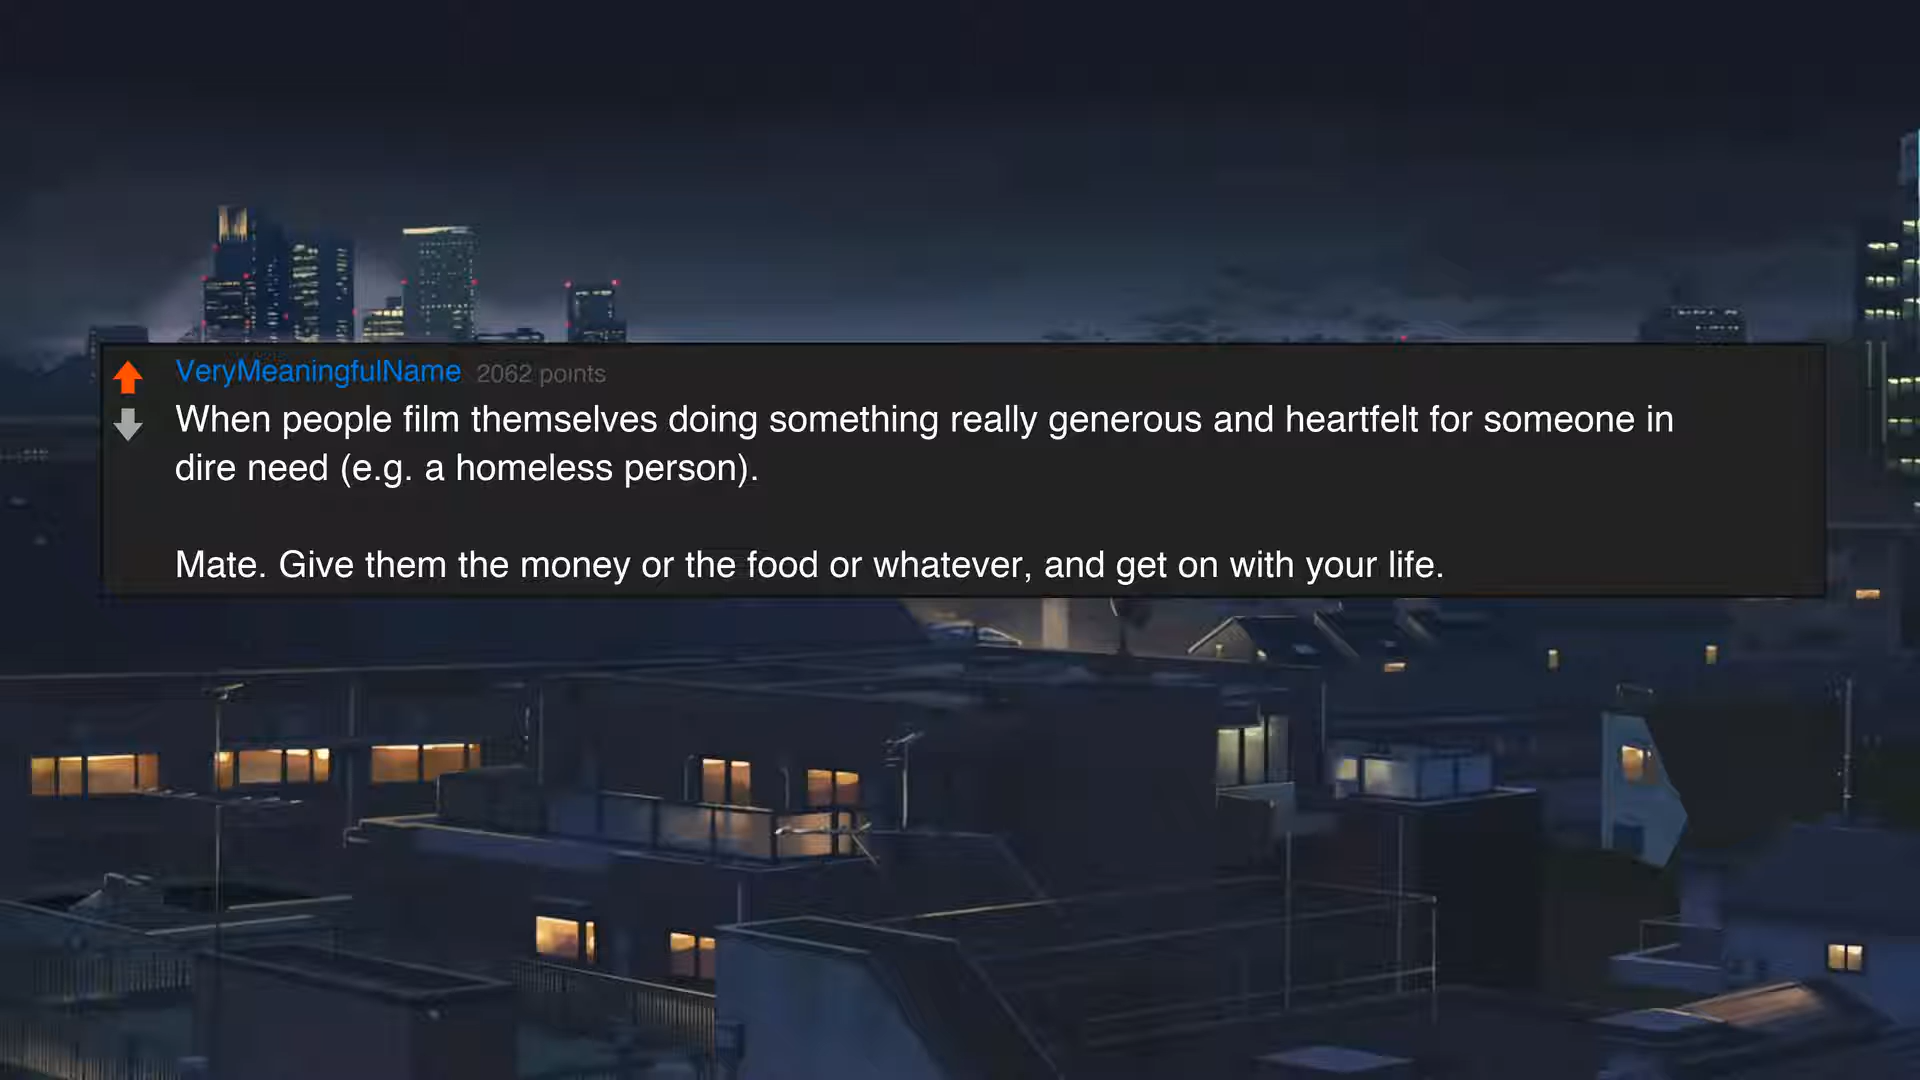 VeryMeaningfulName 2062 points
When people film themselves doing something really generous and heartfelt for someone in
dire need (e.g. a homeless person).
Mate. Give them the money or the food or whatever, and get on with your life.